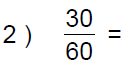 2 ) 30/60 =